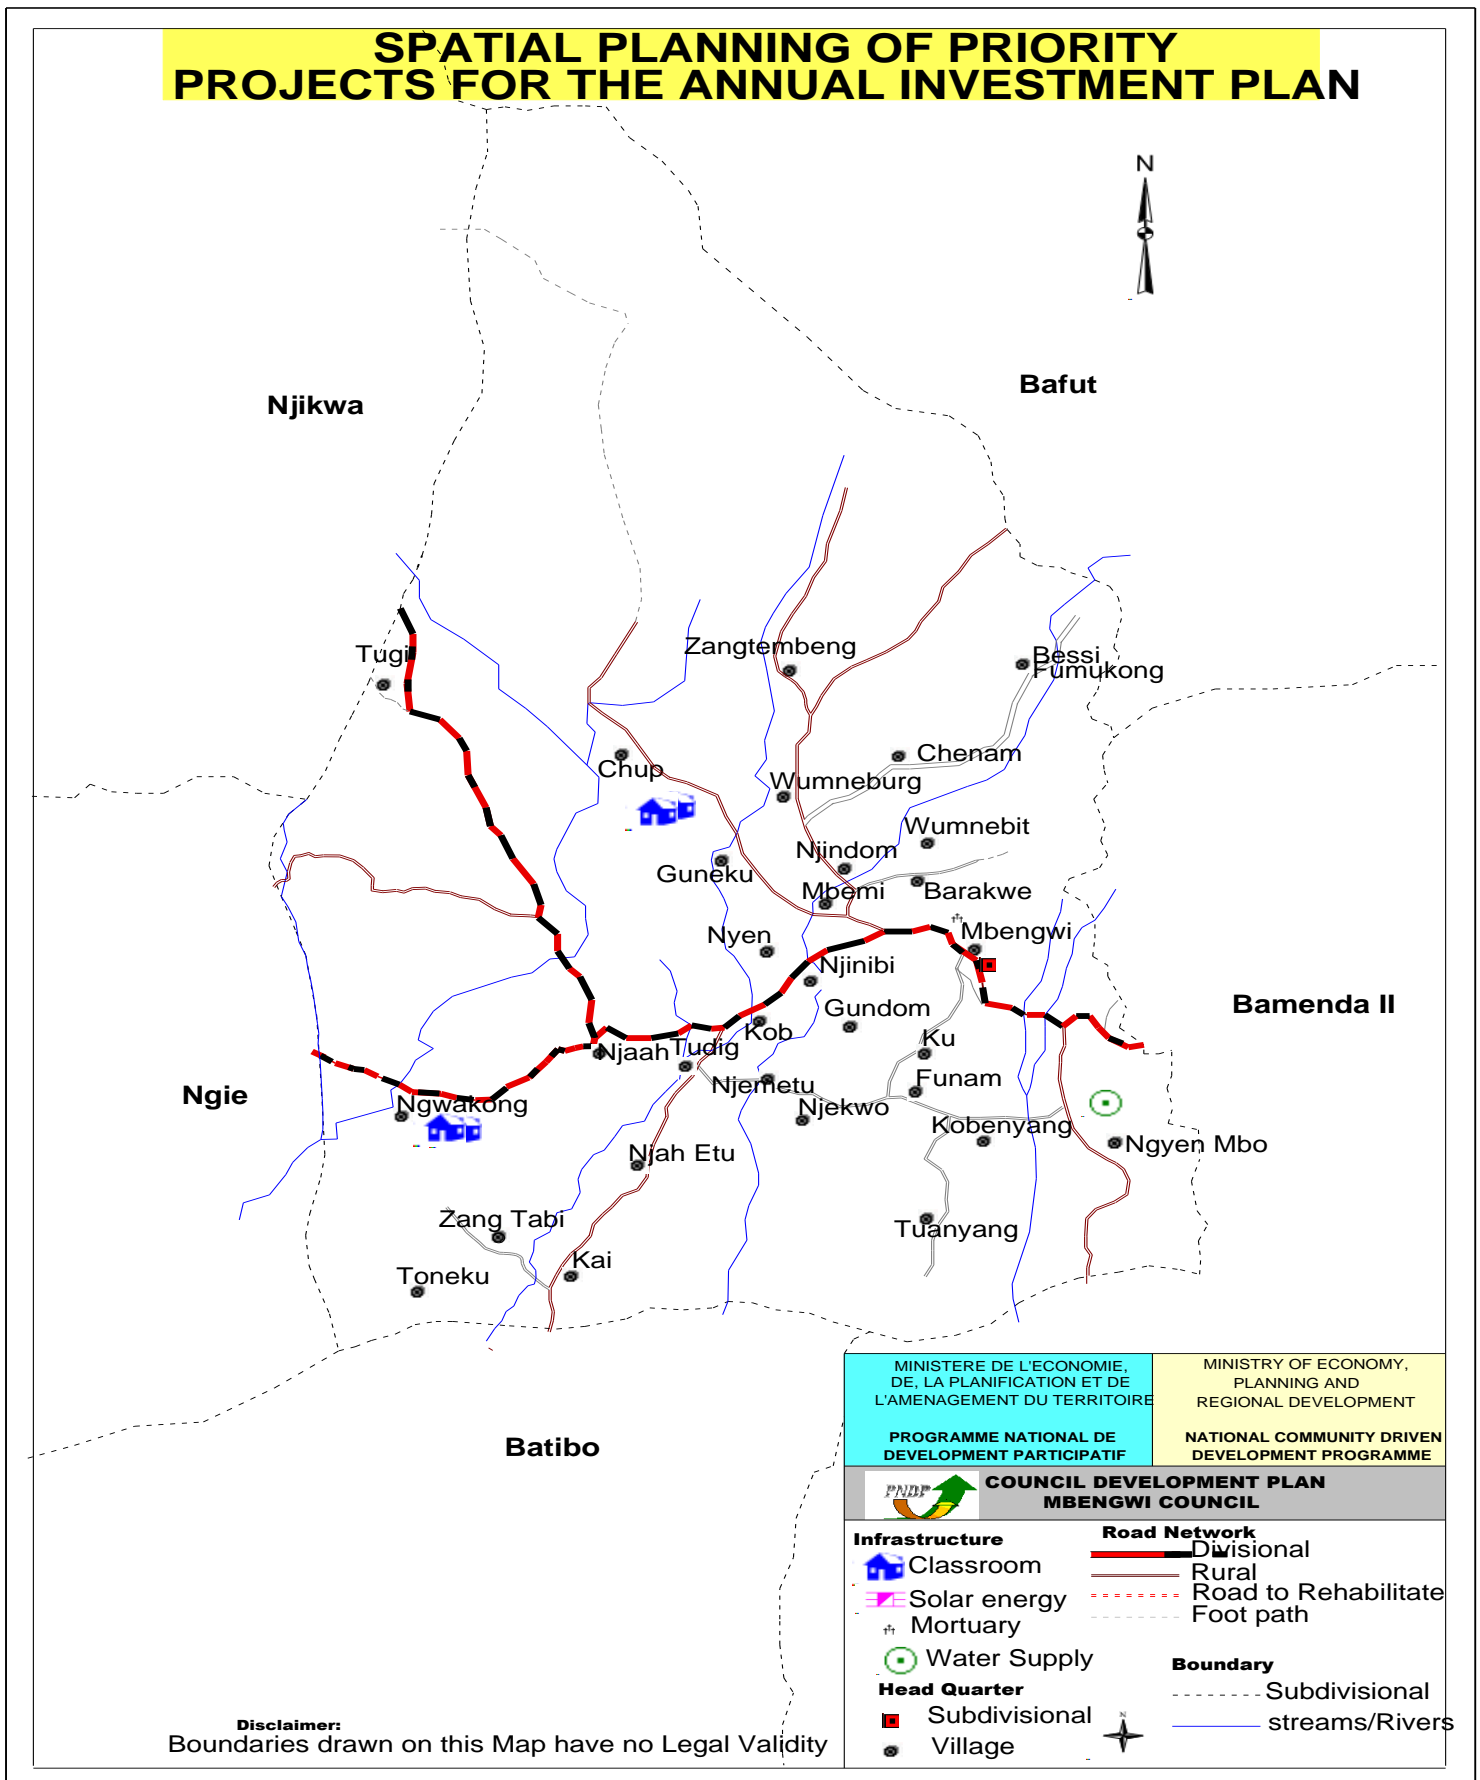 SPATIAL PLANNING OF PRIORITY
PROJECTS FOR THE ANNUAL INVESTMENT PLAN
N
Bafut
Njikwa
Tugi
Zangtembeng
Bessi
Fumukong
Chenam
Chup
Wumneburg
Wumnebit
Njindom
Guneku
Mbemi
Barakwe
Nyen
Mbengwi
Njinibi
Bamenda II
Gundom
Kob
Ku
Njaah
Tudig
Njemetu
Funam
Ngie
Ngwakong
Njekwo
Kobenyang
Ngyen Mbo
Njah Etu
Zang Tabi
Tuanyang
Kai
Toneku
Batibo
MINISTERE DE L'ECONOMIE,
DE, LA PLANIFICATION ET DE
L'AMENAGEMENT DU TERRITOIRE
PROGRAMME NATIONAL DE
DEVELOPMENT PARTICIPATIF
MINISTRY OF ECONOMY,
PLANNING AND
REGIONAL DEVELOPMENT
NATIONAL COMMUNITY DRIVEN
DEVELOPMENT PROGRAMME
PNDP
COUNCIL DEVELOPMENT PLAN
MBENGWI COUNCIL
Infrastructure
Classroom
Solar energy
Mortuary
Water Supply
Head Quarter
Subdivisional
Village
Road Network
Divisional
Rural
Road to Rehabilitate
Foot path
Boundary
Subdivisional
streams/Rivers
N
Disclaimer:
Boundaries drawn on this Map have no Legal Validity